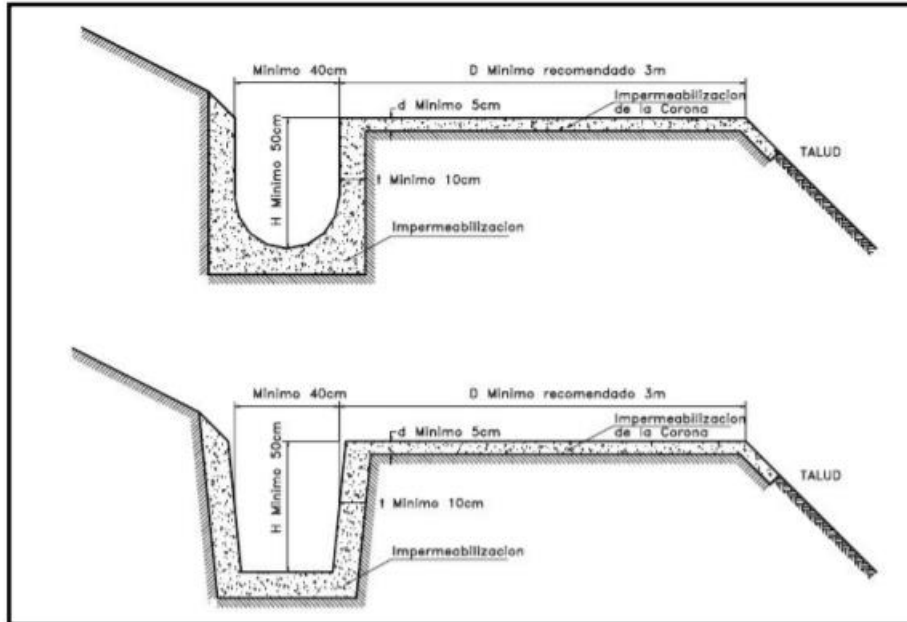 Minimo 40cm
D Minimo recomendado 3m
d Minimo 5cm
Impermeabilizacion
de la Corona
H Minimo 50cm
TALUD
t Minimo 10cm
Impermeabilizacion
Minimo 40cm
D Minimo recomendado 3m
d Minimo 5cm
Impermeabilizacion
de la Corona
H Minimo 50cm
TALUD
t Minimo 10cm
Impermeabilizacion